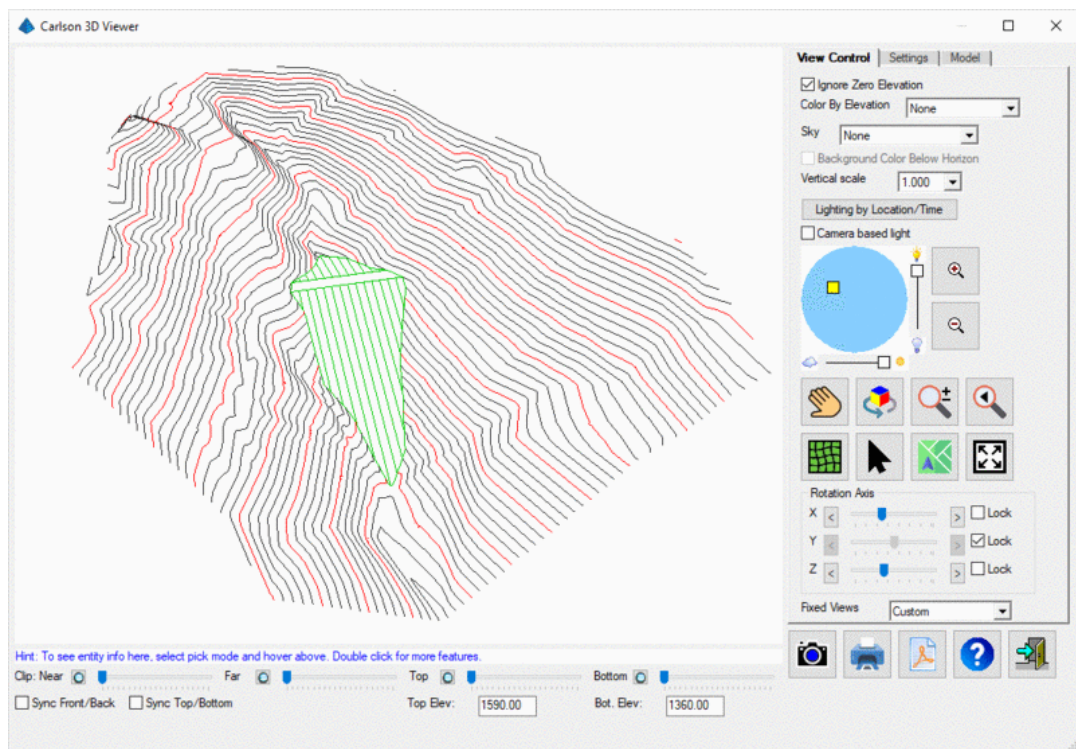 Carlson 3D Viewer
View Control Settings Model
Ignore Zero Elevation
Color By Elevation None
Sky None
Background Color Below Horizon
Vertical scale 1.000
Lighting by Location/Time
Camera based light
Rotation Axis
X < > Lock
Y < > Lock
Z < > Lock
Fixed Views Custom
Hint: To see entity info here, select pick mode and hover above. Double click for more features.
Clip: Near Far Top Bottom
Sync Front/Back Sync Top/Bottom Top Elev: 1590.00 Bot. Elev: 1360.00